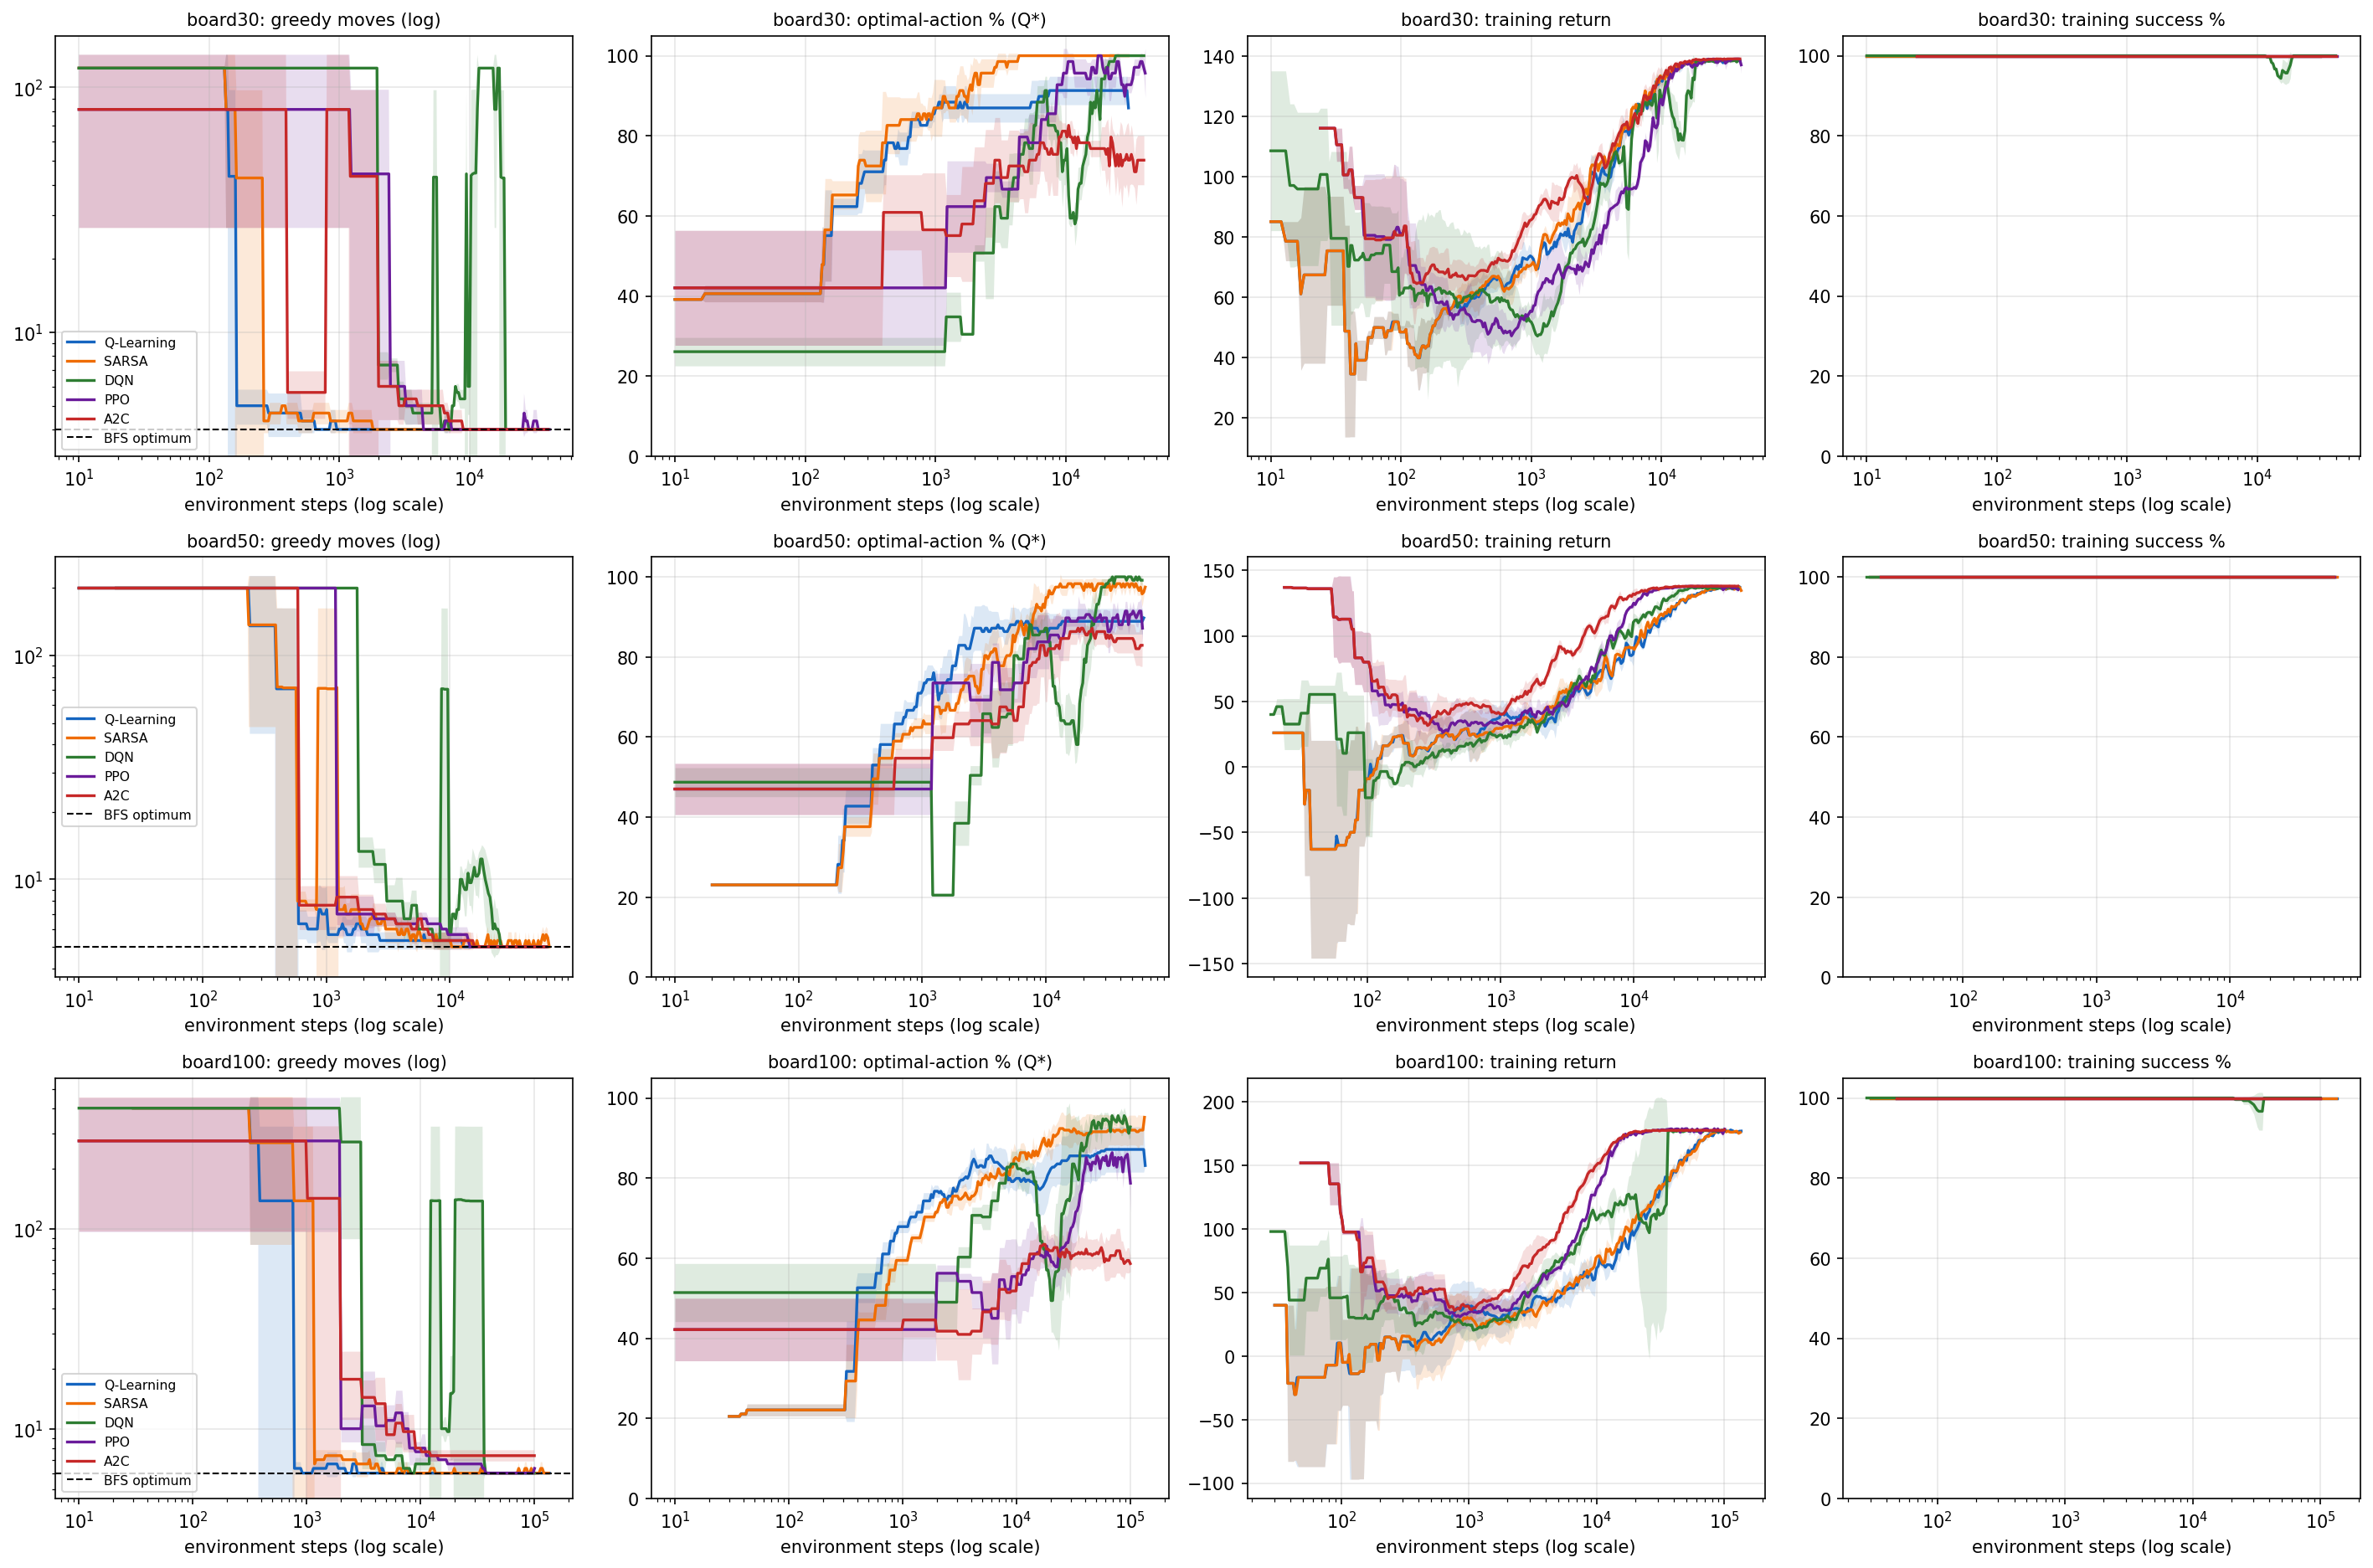 board30: greedy moves (log)
10²
10¹
Q-Learning
SARSA
DQN
PPO
A2C
BFS optimum
10¹ 10² 10³ 10⁴
environment steps (log scale)
board30: optimal-action % (Q*)
100
80
60
40
20
0
10¹ 10² 10³ 10⁴
environment steps (log scale)
board30: training return
140
120
100
80
60
40
20
10¹ 10² 10³ 10⁴
environment steps (log scale)
board30: training success %
100
80
60
40
20
0
10¹ 10² 10³ 10⁴
environment steps (log scale)
board50: greedy moves (log)
10²
10¹
Q-Learning
SARSA
DQN
PPO
A2C
BFS optimum
10¹ 10² 10³ 10⁴
environment steps (log scale)
board50: optimal-action % (Q*)
100
80
60
40
20
0
10¹ 10² 10³ 10⁴
environment steps (log scale)
board50: training return
150
100
50
0
−50
−100
−150
10² 10³ 10⁴
environment steps (log scale)
board50: training success %
100
80
60
40
20
0
10² 10³ 10⁴
environment steps (log scale)
board100: greedy moves (log)
10²
10¹
Q-Learning
SARSA
DQN
PPO
A2C
BFS optimum
10¹ 10² 10³ 10⁴ 10⁵
environment steps (log scale)
board100: optimal-action % (Q*)
100
80
60
40
20
0
10¹ 10² 10³ 10⁴ 10⁵
environment steps (log scale)
board100: training return
200
150
100
50
0
−50
−100
10² 10³ 10⁴ 10⁵
environment steps (log scale)
board100: training success %
100
80
60
40
20
0
10² 10³ 10⁴ 10⁵
environment steps (log scale)